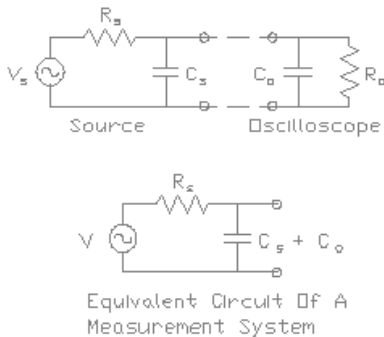 Rs
Vs
Cs
Co
Ro
Source
Oscilloscope
Rs
V
Cs + Co
Equivalent Circuit Of A
Measurement System